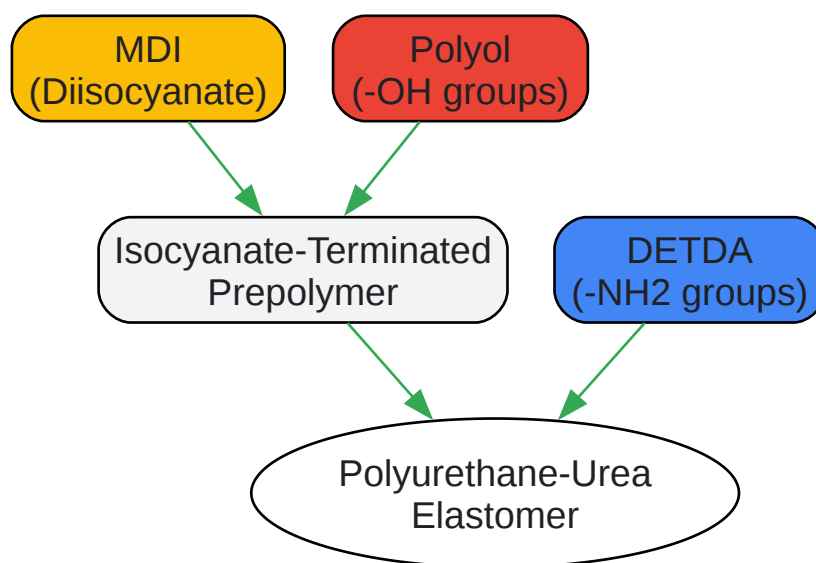 MDI
(Diisocyanate)
Polyol
(-OH groups)
Isocyanate-Terminated
Prepolymer
DETDA
(-NH2 groups)
Polyurethane-Urea
Elastomer